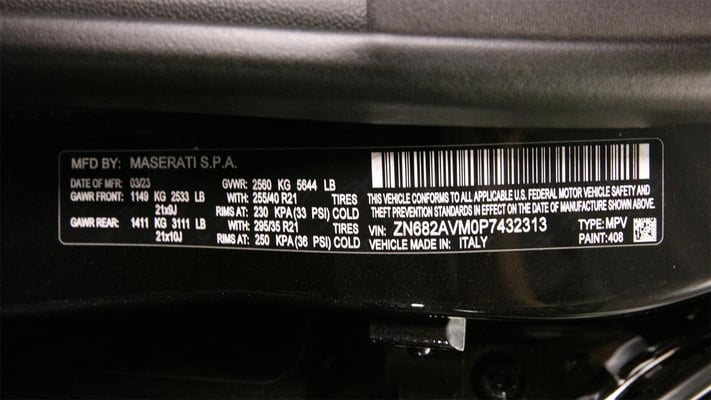 MFD BY: MASERATI S.P.A.
DATE OF MFR: 03/23 GVWR: 2560 KG 5644 LB
GAWR FRONT: 1149 KG 2533 LB WITH: 255/40 R21 TIRES
21x9J RIMS AT: 230 KPA (33 PSI) COLD
GAWR REAR: 1411 KG 3111 LB WITH: 295/35 R21 TIRES
21x10J RIMS AT: 250 KPA (36 PSI) COLD
THIS VEHICLE CONFORMS TO ALL APPLICABLE U.S. FEDERAL MOTOR VEHICLE SAFETY AND
THEFT PREVENTION STANDARDS IN EFFECT ON THE DATE OF MANUFACTURE SHOWN ABOVE.
VIN: ZN682AVM0P7432313 TYPE: MPV
VEHICLE MADE IN: ITALY PAINT: 408